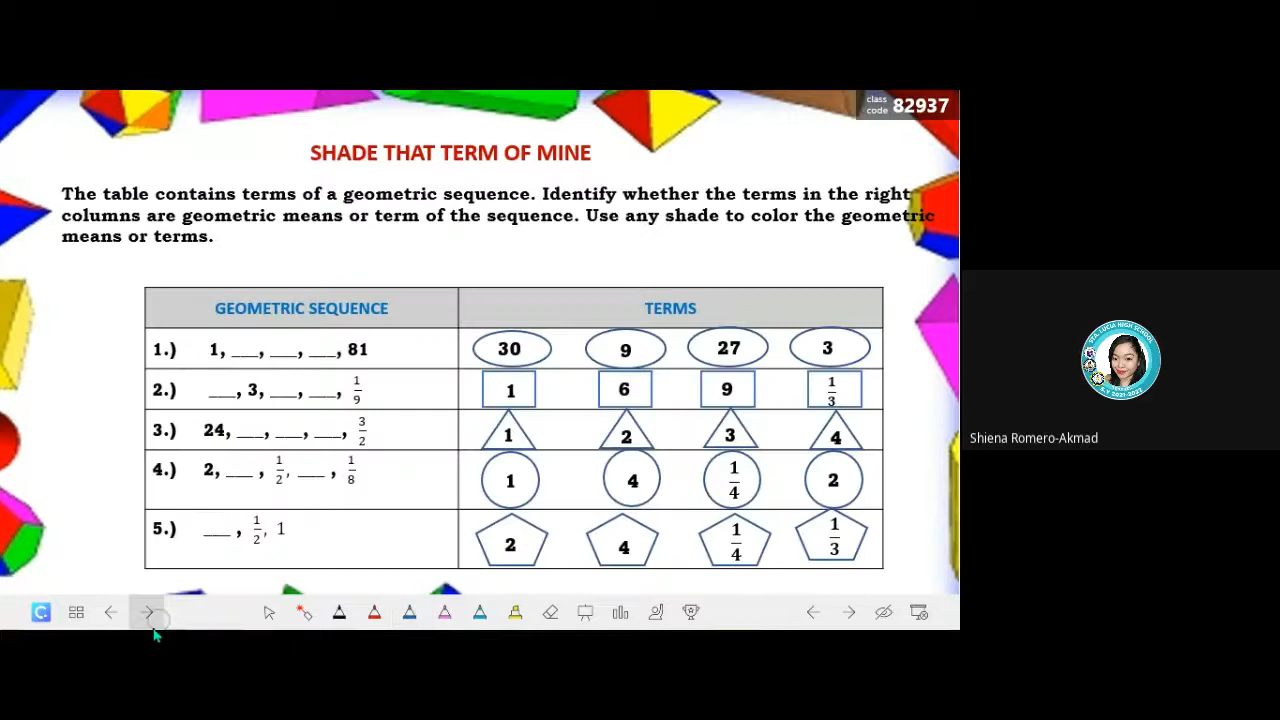 class
code 82937
SHADE THAT TERM OF MINE
The table contains terms of a geometric sequence. Identify whether the terms in the right
columns are geometric means or term of the sequence. Use any shade to color the geometric
means or terms.
GEOMETRIC SEQUENCE TERMS
1.) 1, ___, ___, ___, 81 30 9 27 3
2.) ___, 3, ___, ___, 1/9 1 6 9 1/3
3.) 24, ___, ___, ___, 3/2 1 2 3 4
4.) 2, ___ , 1/2, ___ , 1/8 1 4 1/4 2
5.) ___ , 1/2, 1 2 4 1/4 1/3
Shiena Romero-Akmad